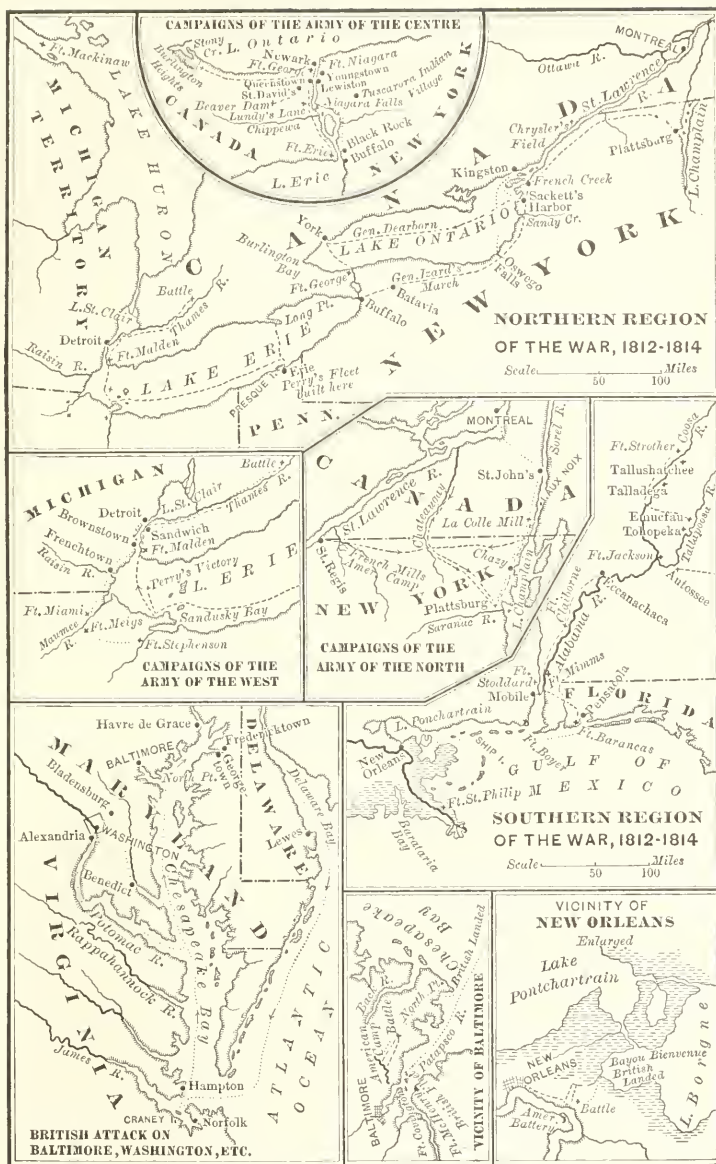 CAMPAIGNS OF THE ARMY OF THE CENTRE
L. Ontario
Stony
Cr.
Burlington
Heights
Newark
Ft. George
Ft. Niagara
Queenstown
Youngstown
Lewiston
St. David's
Tuscarora Indian
Village
Beaver Dam
Niagara Falls
Lundy's Lane
Chippewa
CANADA
NEW YORK
Ft. Erie
Black Rock
Buffalo
L. Erie
Ft. Mackinaw
LAKE HURON
MICHIGAN
TERRITORY
CANADA
MONTREAL
Ottawa R.
St. Lawrence
Chrysler's
Field
Plattsburg
L. Champlain
Kingston
French Creek
Sackett's
Harbor
Sandy Cr.
York
Gen. Dearborn
LAKE ONTARIO
Burlington
Bay
Ft. George
Gen. Izard's
March
Oswego
Falls
Batavia
Buffalo
NEW YORK
Battle
Thames R.
L. St. Clair
Detroit
Ft. Malden
Raisin R.
Long Pt.
LAKE ERIE
PRESQUE I.
Erie
Perry's Fleet
built here
PENN.
NORTHERN REGION
OF THE WAR, 1812-1814
Scale
50
100
Miles
MICHIGAN
Battle
L. St. Clair
Thames R.
Detroit
Brownstown
Sandwich
Ft. Malden
Frenchtown
Raisin R.
Perry's Victory
L. ERIE
Ft. Miami
Maumee
R.
Ft. Meigs
Sandusky Bay
Ft. Stephenson
CAMPAIGNS OF THE
ARMY OF THE WEST
MONTREAL
CANADA
Sorel R.
St. John's
I. AUX NOIX
St. Lawrence R.
Chateaugay
La Colle Mill
St. Regis
French Mills
Amer. Camp
Chazy
NEW YORK
Plattsburg
Saranac R.
L. Champlain
CAMPAIGNS OF THE
ARMY OF THE NORTH
Ft. Strother
Coosa R.
Tallushatchee
Talladega
Emucfau
Tohopeka
Tallapoosa R.
Ft. Jackson
Autossee
Eccanachaca
Ft. Claiborne
Alabama R.
Ft.
Stoddard
Ft. Mimms
Mobile
FLORIDA
Pensacola
Ft. Barancas
L. Ponchartrain
New
Orleans
SHIP I.
Ft. Boyer
GULF OF
MEXICO
Ft. St. Philip
Barataria
Bay
SOUTHERN REGION
OF THE WAR, 1812-1814
Scale
50
100
Miles
Havre de Grace
Fredericktown
MARYLAND
DELAWARE
BALTIMORE
North Pt.
George-
town
Bladensburg
Delaware Bay
Alexandria
WASHINGTON
Lewes
Benedict
Chesapeake Bay
VIRGINIA
Potomac R.
Rappahannock R.
ATLANTIC
OCEAN
James R.
Hampton
CRANEY I.
Norfolk
BRITISH ATTACK ON
BALTIMORE, WASHINGTON, ETC.
Chesapeake
Bay
British Landed
Back R.
North Pt.
American
Camp
Battle
Patapsco R.
BALTIMORE
Ft. Covington
Ft. McHenry
British
VICINITY OF BALTIMORE
VICINITY OF
NEW ORLEANS
Enlarged
Lake
Pontchartrain
NEW
ORLEANS
Bayou Bienvenue
British
Landed
L. Borgne
Amer.
Battery
Battle